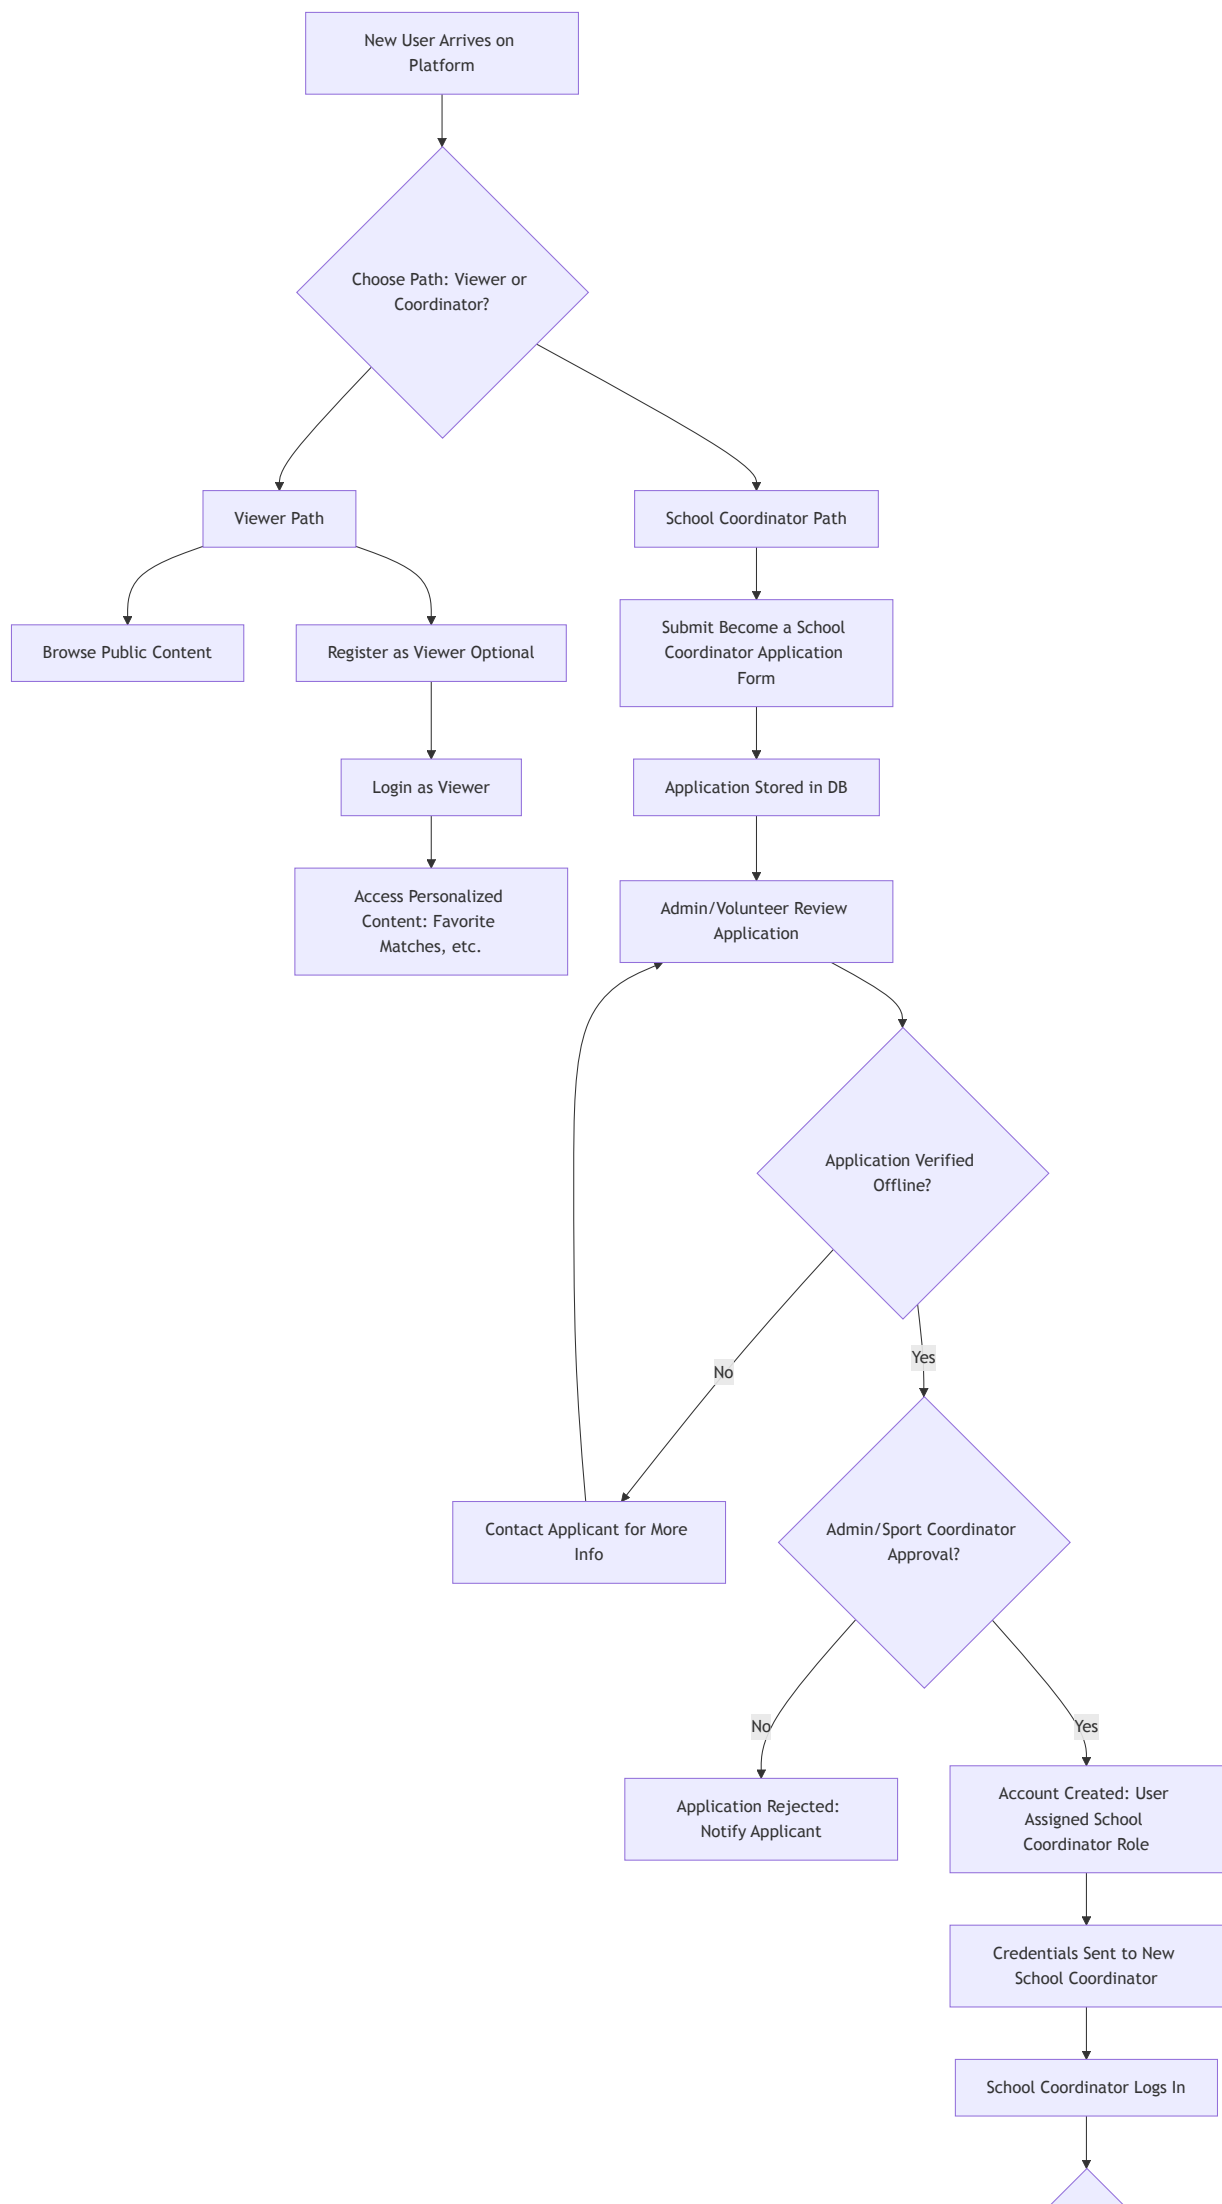 New User Arrives on
Platform
Choose Path: Viewer or
Coordinator?
Viewer Path
School Coordinator Path
Browse Public Content
Register as Viewer Optional
Submit Become a School
Coordinator Application
Form
Login as Viewer
Application Stored in DB
Access Personalized
Content: Favorite
Matches, etc.
Admin/Volunteer Review
Application
Application Verified
Offline?
No
Yes
Contact Applicant for More
Info
Admin/Sport Coordinator
Approval?
No
Yes
Application Rejected:
Notify Applicant
Account Created: User
Assigned School
Coordinator Role
Credentials Sent to New
School Coordinator
School Coordinator Logs In